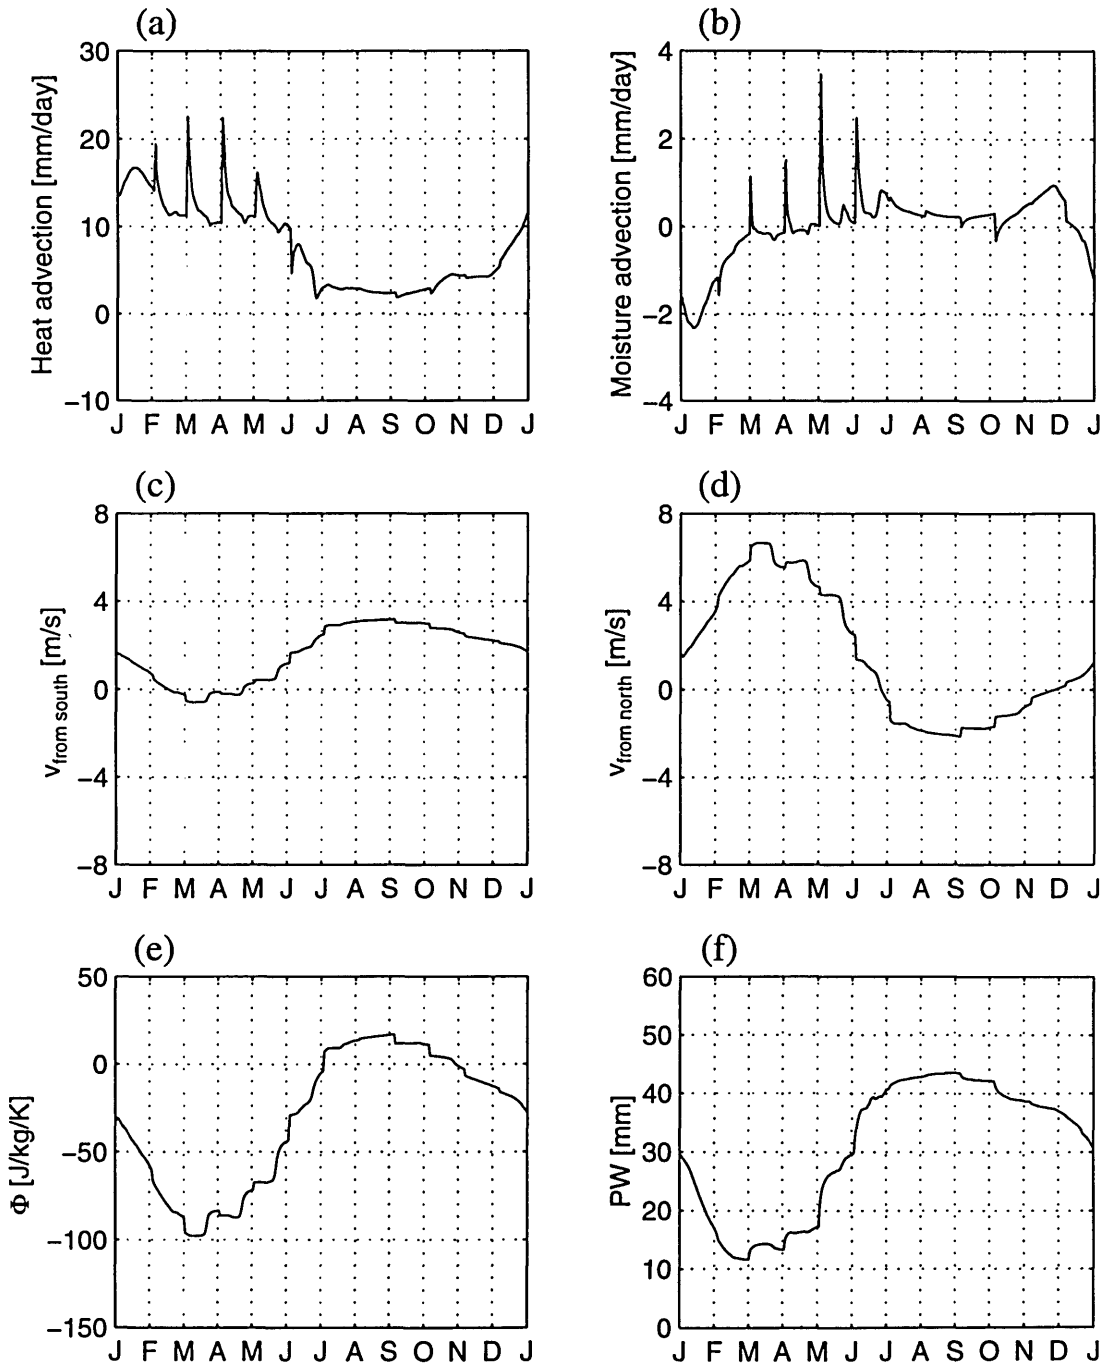 (a)
30
20
10
0
−10
Heat advection [mm/day]
J F M A M J J A S O N D J
(b)
4
2
0
−2
−4
Moisture advection [mm/day]
J F M A M J J A S O N D J
(c)
8
4
0
−4
−8
v from south [m/s]
J F M A M J J A S O N D J
(d)
8
4
0
−4
−8
v from north [m/s]
J F M A M J J A S O N D J
(e)
50
0
−50
−100
−150
Φ [J/kg/K]
J F M A M J J A S O N D J
(f)
60
50
40
30
20
10
0
PW [mm]
J F M A M J J A S O N D J